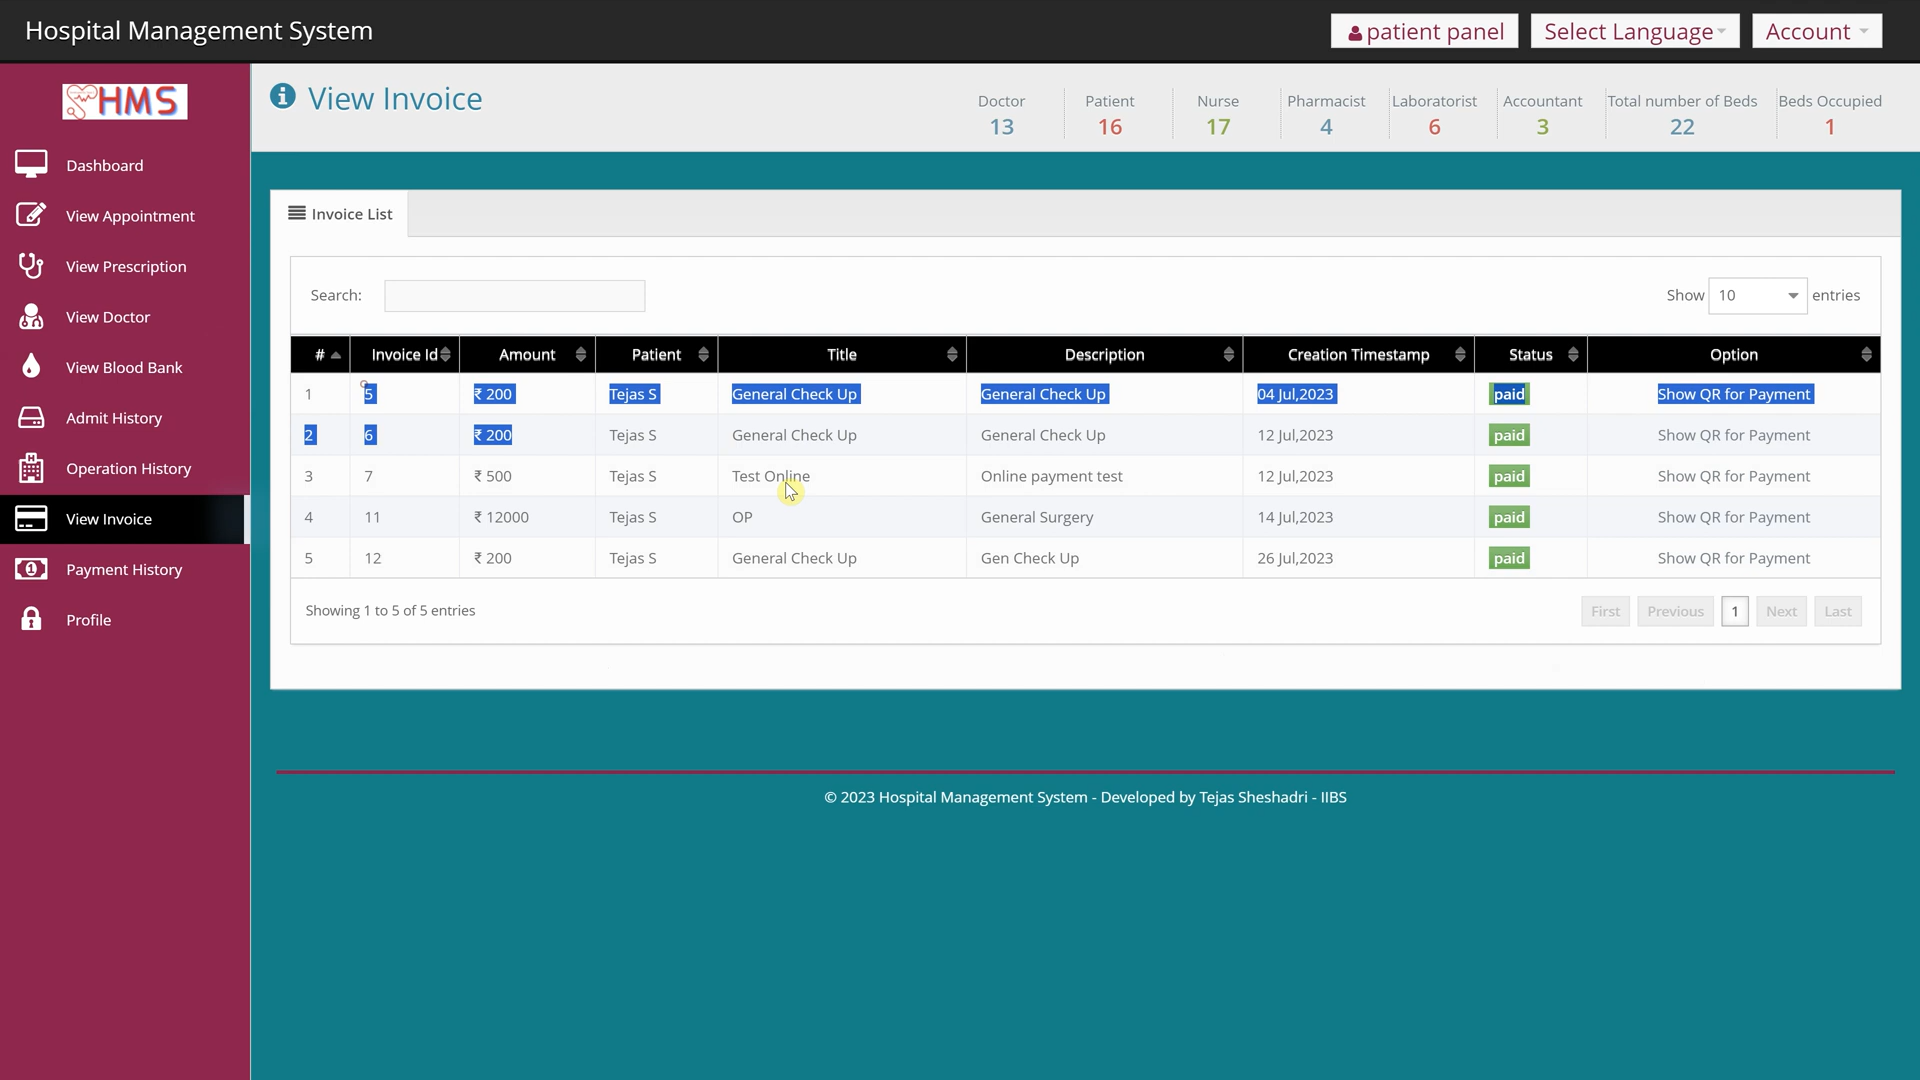 Hospital Management System
patient panel
Select Language
Account
HMS
Dashboard
View Appointment
View Prescription
View Doctor
View Blood Bank
Admit History
Operation History
View Invoice
Payment History
Profile
View Invoice
Doctor Patient Nurse Pharmacist Laboratorist Accountant Total number of Beds Beds Occupied
13 16 17 4 6 3 22 1
Invoice List
Search:
Show 10 entries
# Invoice Id Amount Patient Title Description Creation Timestamp Status Option
1 5 ₹ 200 Tejas S General Check Up General Check Up 04 Jul,2023 paid Show QR for Payment
2 6 ₹ 200 Tejas S General Check Up General Check Up 12 Jul,2023 paid Show QR for Payment
3 7 ₹ 500 Tejas S Test Online Online payment test 12 Jul,2023 paid Show QR for Payment
4 11 ₹ 12000 Tejas S OP General Surgery 14 Jul,2023 paid Show QR for Payment
5 12 ₹ 200 Tejas S General Check Up Gen Check Up 26 Jul,2023 paid Show QR for Payment
Showing 1 to 5 of 5 entries
First Previous 1 Next Last
© 2023 Hospital Management System - Developed by Tejas Sheshadri - IIBS